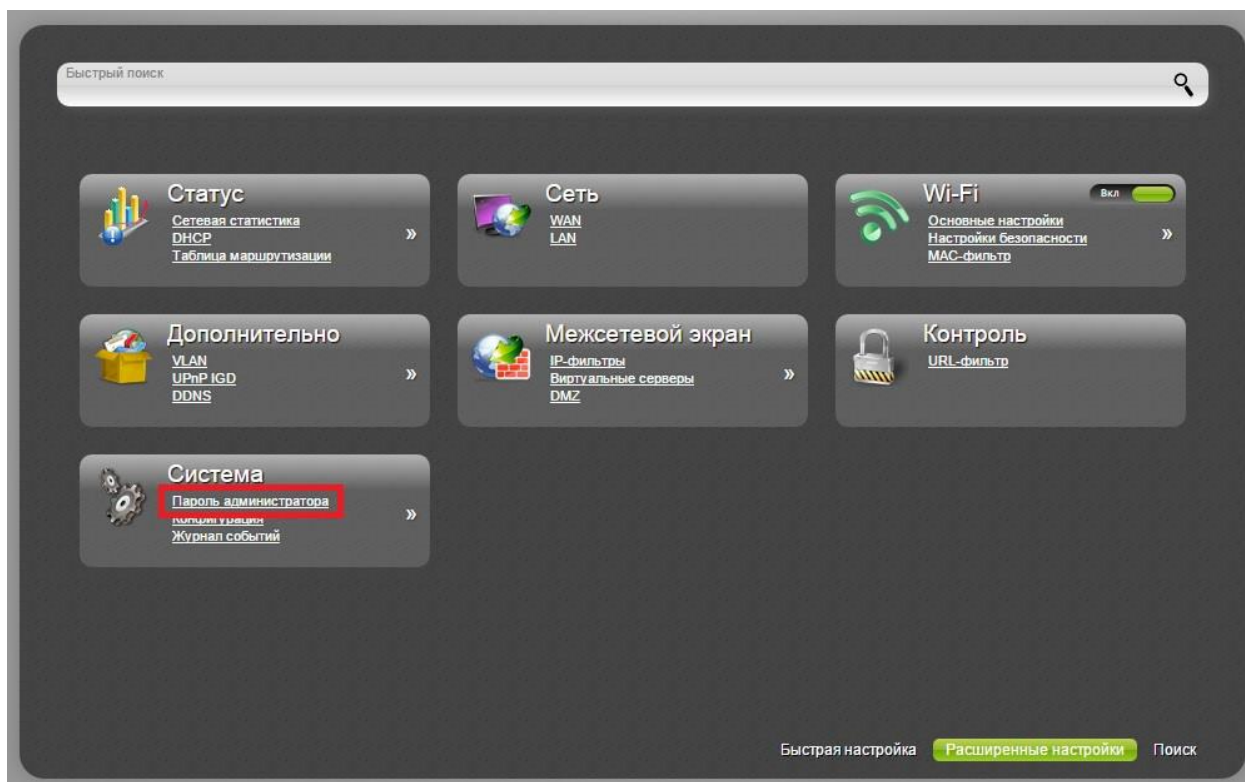 Быстрый поиск
Статус
Сетевая статистика
DHCP
Таблица маршрутизации
Сеть
WAN
LAN
Wi-Fi
Вкл
Основные настройки
Настройки безопасности
MAC-фильтр
Дополнительно
VLAN
UPnP IGD
DDNS
Межсетевой экран
IP-фильтры
Виртуальные серверы
DMZ
Контроль
URL-фильтр
Система
Пароль администратора
Конфигурация
Журнал событий
Быстрая настройка Расширенные настройки Поиск